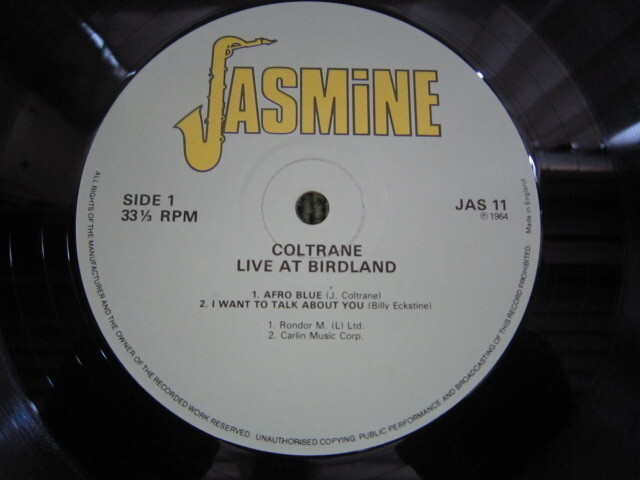 JASMiNE
SIDE 1
33⅓ RPM
JAS 11
℗ 1964
Made in England
COLTRANE
LIVE AT BIRDLAND
1. AFRO BLUE (J. Coltrane)
2. I WANT TO TALK ABOUT YOU (Billy Eckstine)
1. Rondor M. (L) Ltd.
2. Carlin Music Corp.
ALL RIGHTS OF THE MANUFACTURER AND THE OWNER OF THE RECORDED WORK RESERVED. UNAUTHORISED COPYING PUBLIC PERFORMANCE AND BROADCASTING OF THIS RECORD PROHIBITED.